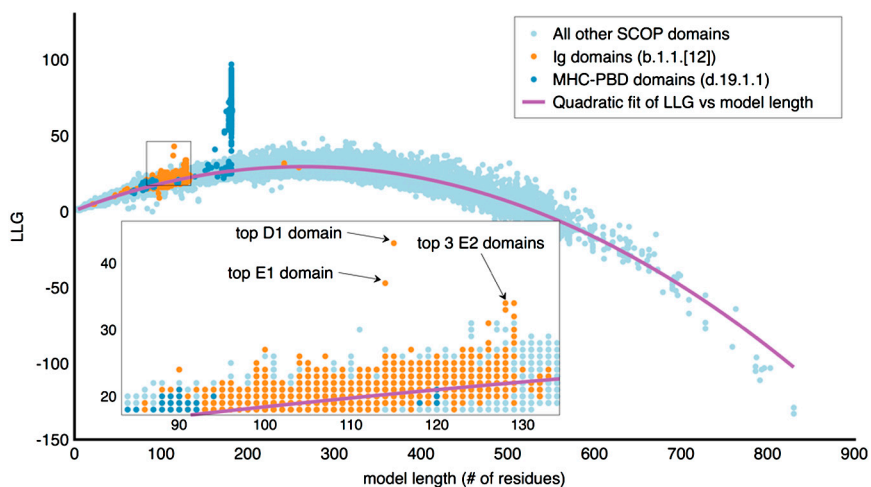 All other SCOP domains
Ig domains (b.1.1.[12])
MHC-PBD domains (d.19.1.1)
Quadratic fit of LLG vs model length
100
50
0
-50
-100
-150
LLG
top D1 domain
top 3 E2 domains
top E1 domain
40
30
20
90 100 110 120 130
0 100 200 300 400 500 600 700 800 900
model length (# of residues)